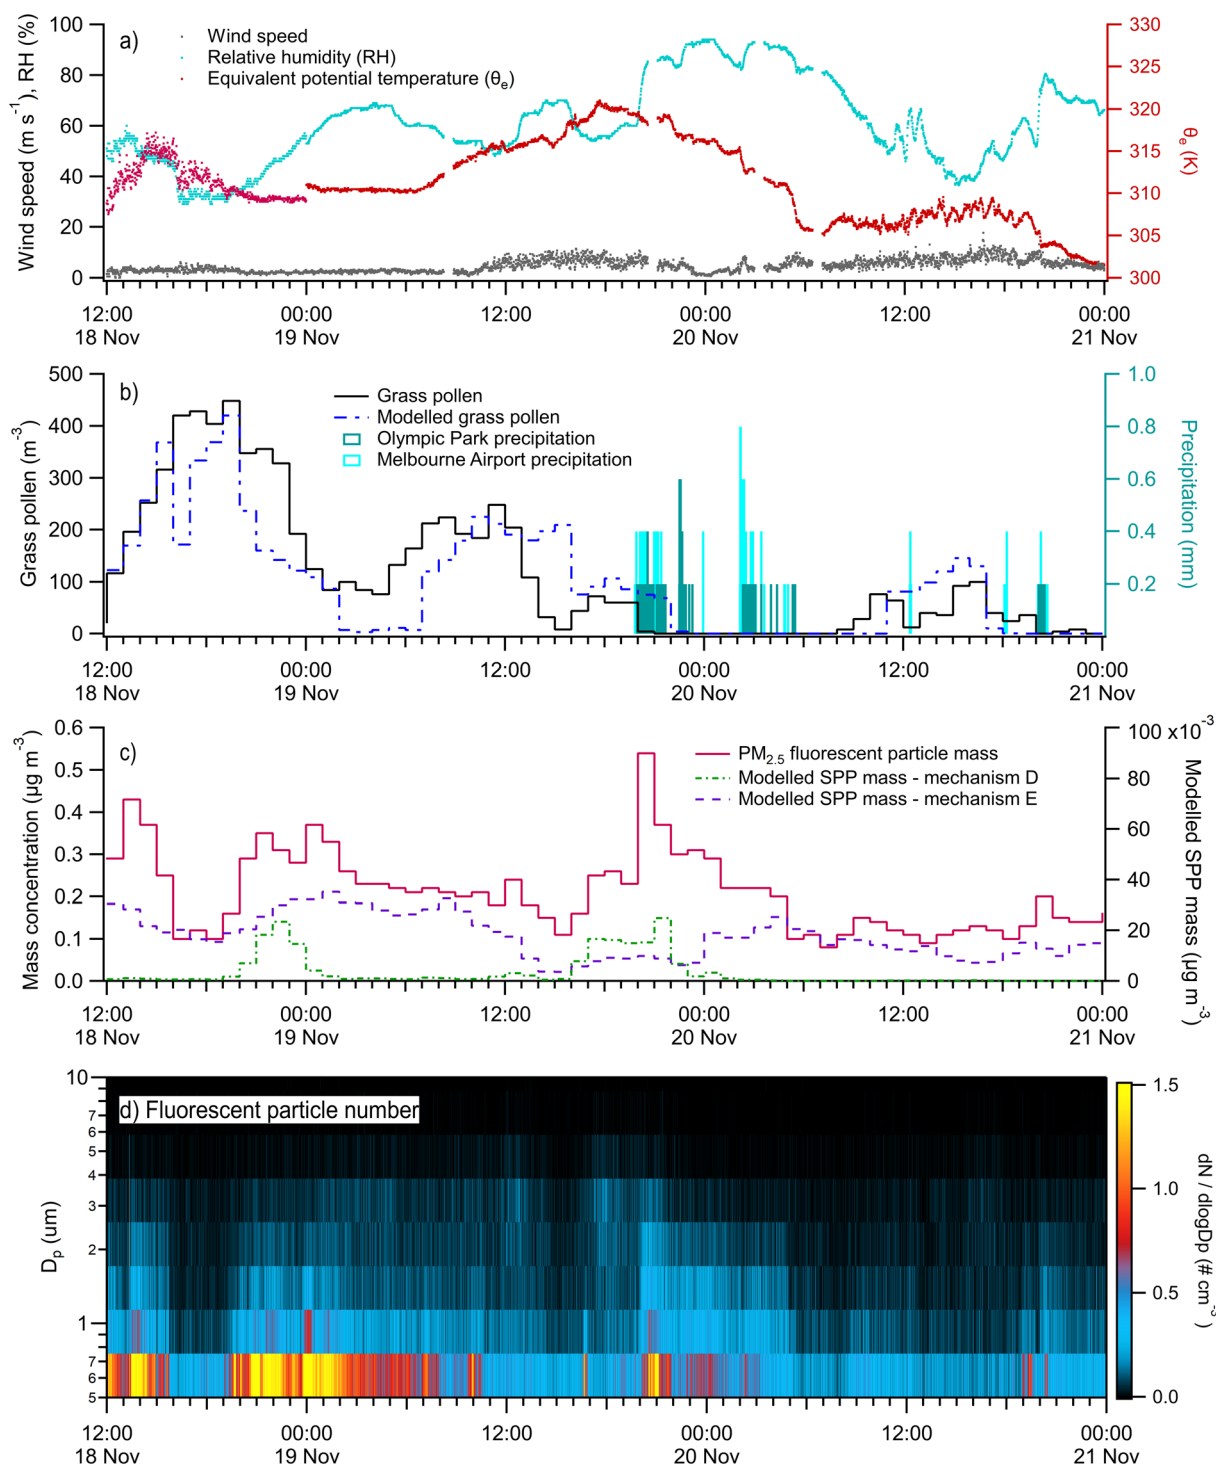 a)
Wind speed
Relative humidity (RH)
Equivalent potential temperature (θe)
Wind speed (m s-1), RH (%)
100
80
60
40
20
0
330
325
320
315
310
305
300
θe (K)
12:00
18 Nov
00:00
19 Nov
12:00
00:00
20 Nov
12:00
00:00
21 Nov
b)
Grass pollen
Modelled grass pollen
Olympic Park precipitation
Melbourne Airport precipitation
Grass pollen (m-3)
500
400
300
200
100
0
1.0
0.8
0.6
0.4
0.2
Precipitation (mm)
12:00
18 Nov
00:00
19 Nov
12:00
00:00
20 Nov
12:00
00:00
21 Nov
c)
PM2.5 fluorescent particle mass
Modelled SPP mass - mechanism D
Modelled SPP mass - mechanism E
Mass concentration (µg m-3)
0.6
0.5
0.4
0.3
0.2
0.1
0.0
100 x10-3
80
60
40
20
0
Modelled SPP mass (µg m-3)
12:00
18 Nov
00:00
19 Nov
12:00
00:00
20 Nov
12:00
00:00
21 Nov
d) Fluorescent particle number
Dp (um)
10
7
6
5
4
3
2
1
7
6
5
1.5
1.0
0.5
0.0
dN / dlogDp (# cm-3)
12:00
18 Nov
00:00
19 Nov
12:00
00:00
20 Nov
12:00
00:00
21 Nov